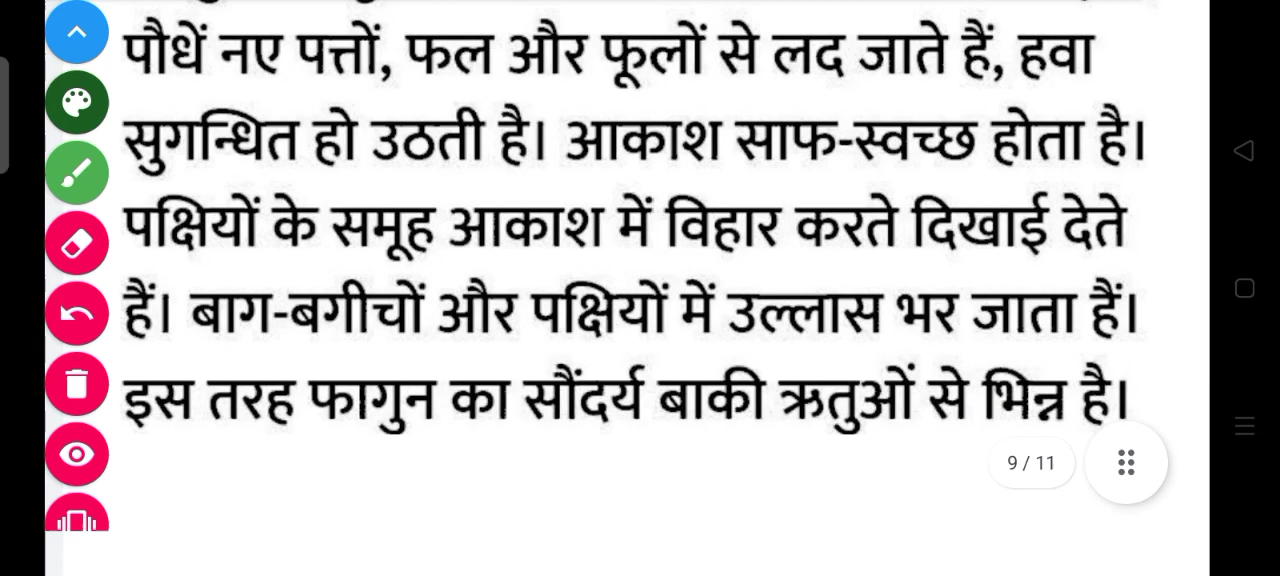 पौधें नए पत्तों, फल और फूलों से लद जाते हैं, हवा
सुगन्धित हो उठती है। आकाश साफ-स्वच्छ होता है।
पक्षियों के समूह आकाश में विहार करते दिखाई देते
हैं। बाग-बगीचों और पक्षियों में उल्लास भर जाता हैं।
इस तरह फागुन का सौंदर्य बाकी ऋतुओं से भिन्न है।
9 / 11